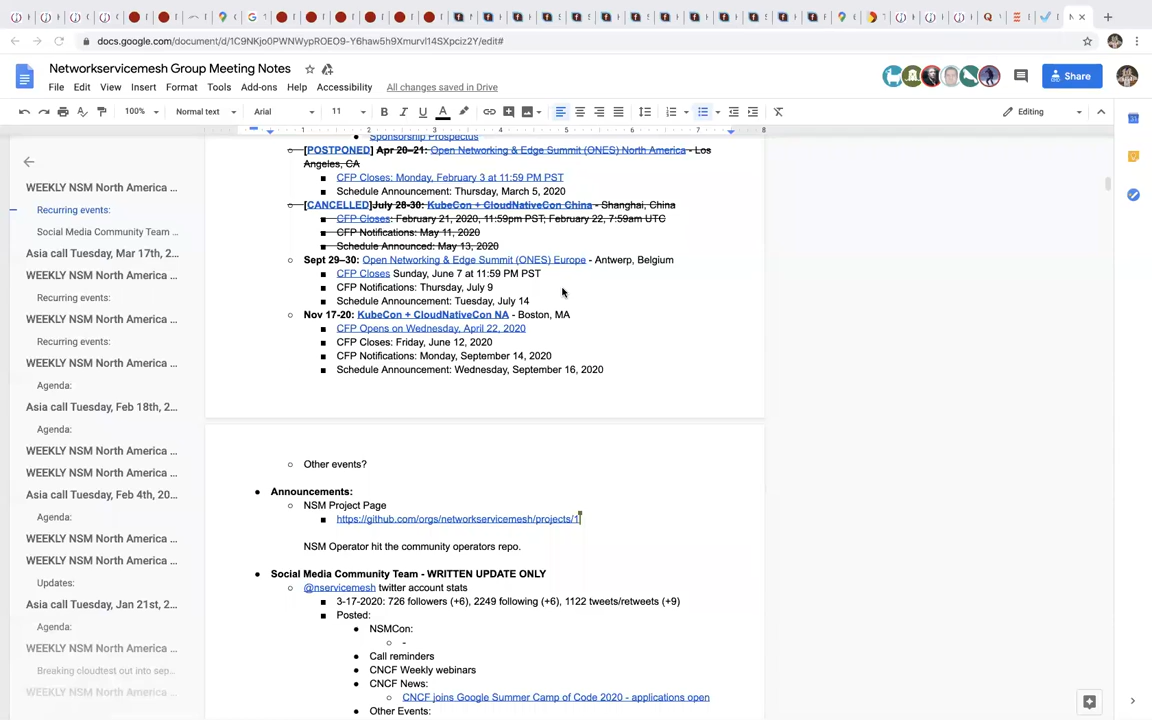 docs.google.com/document/d/1C9NKjo0PWNWypROEO9-Y6haw5h9Xmurvl14SXpciz2Y/edit#
Networkservicemesh Group Meeting Notes
File Edit View Insert Format Tools Add-ons Help Accessibility All changes saved in Drive
Share
100% Normal text Arial 11 Editing
1 2 3 4 5 6 7 8
WEEKLY NSM North America ...
Recurring events:
Social Media Community Team ...
Asia call Tuesday, Mar 17th, 2...
WEEKLY NSM North America ...
Recurring events:
WEEKLY NSM North America ...
Recurring events:
WEEKLY NSM North America ...
Agenda:
Asia call Tuesday, Feb 18th, 2...
Agenda:
WEEKLY NSM North America ...
WEEKLY NSM North America ...
Asia call Tuesday, Feb 4th, 20...
Agenda:
WEEKLY NSM North America ...
WEEKLY NSM North America ...
Updates:
Asia call Tuesday, Jan 21st, 2...
Agenda:
WEEKLY NSM North America ...
Breaking cloudtest out into sep...
WEEKLY NSM North America ...
Sponsorship Prospectus
[POSTPONED] Apr 20-21: Open Networking & Edge Summit (ONES) North America - Los
Angeles, CA
CFP Closes: Monday, February 3 at 11:59 PM PST
Schedule Announcement: Thursday, March 5, 2020
[CANCELLED]July 28-30: KubeCon + CloudNativeCon China - Shanghai, China
CFP Closes: February 21, 2020, 11:59pm PST; February 22, 7:59am UTC
CFP Notifications: May 11, 2020
Schedule Announced: May 13, 2020
Sept 29–30: Open Networking & Edge Summit (ONES) Europe - Antwerp, Belgium
CFP Closes Sunday, June 7 at 11:59 PM PST
CFP Notifications: Thursday, July 9
Schedule Announcement: Tuesday, July 14
Nov 17-20: KubeCon + CloudNativeCon NA - Boston, MA
CFP Opens on Wednesday, April 22, 2020
CFP Closes: Friday, June 12, 2020
CFP Notifications: Monday, September 14, 2020
Schedule Announcement: Wednesday, September 16, 2020
Other events?
Announcements:
NSM Project Page
https://github.com/orgs/networkservicemesh/projects/1
NSM Operator hit the community operators repo.
Social Media Community Team - WRITTEN UPDATE ONLY
@nservicemesh twitter account stats
3-17-2020: 726 followers (+6), 2249 following (+6), 1122 tweets/retweets (+9)
Posted:
NSMCon:
-
Call reminders
CNCF Weekly webinars
CNCF News:
CNCF joins Google Summer Camp of Code 2020 - applications open
Other Events: